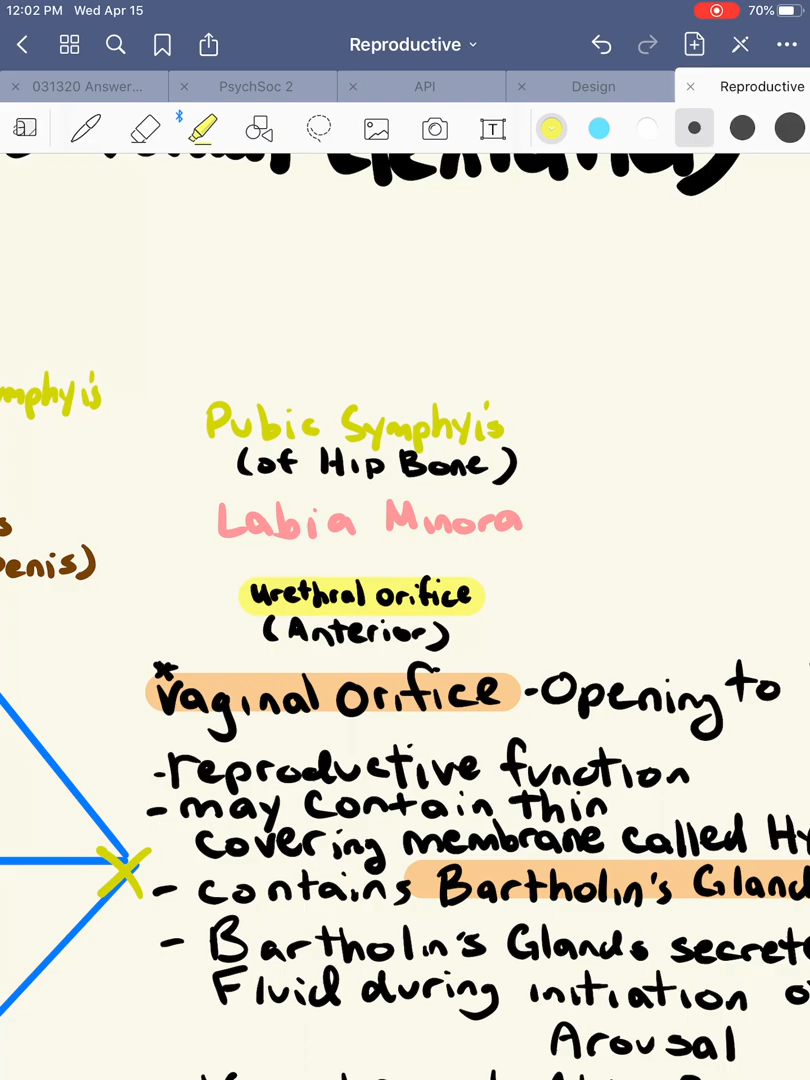 12:02 PM Wed Apr 15
70%
Reproductive
031320 Answer...
PsychSoc 2
API
Design
Reproductive
T
mphyis
Pubic Symphyis
(of Hip Bone)
s
Labia Minora
enis)
urethral orifice
(Anterior)
*
Vaginal Orifice - Opening to
- reproductive function
- may contain thin
covering membrane called Hy
- contains Bartholin's Gland
- Bartholin's Glands secrete
Fluid during initiation o
Arousal